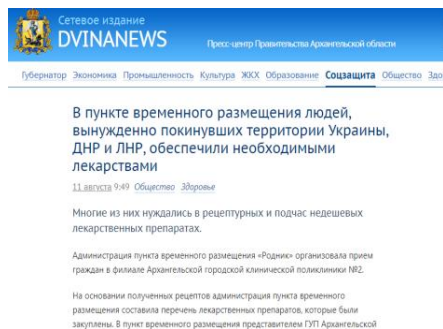 Сетевое издание
DVINANEWS
Пресс-центр Правительства Архангельской области
Губернатор Экономика Промышленность Культура ЖКХ Образование Соцзащита Общество Здо
В пункте временного размещения людей,
вынужденно покинувших территории Украины,
ДНР и ЛНР, обеспечили необходимыми
лекарствами
11 августа 9:49 Общество Здоровье
Многие из них нуждались в рецептурных и подчас недешевых
лекарственных препаратах.
Администрация пункта временного размещения «Родник» организовала прием
граждан в филиале Архангельской городской клинической поликлиники №2.
На основании полученных рецептов администрация пункта временного
размещения составила перечень лекарственных препаратов, которые были
закуплены. В пункт временного размещения представителем ГУП Архангельской